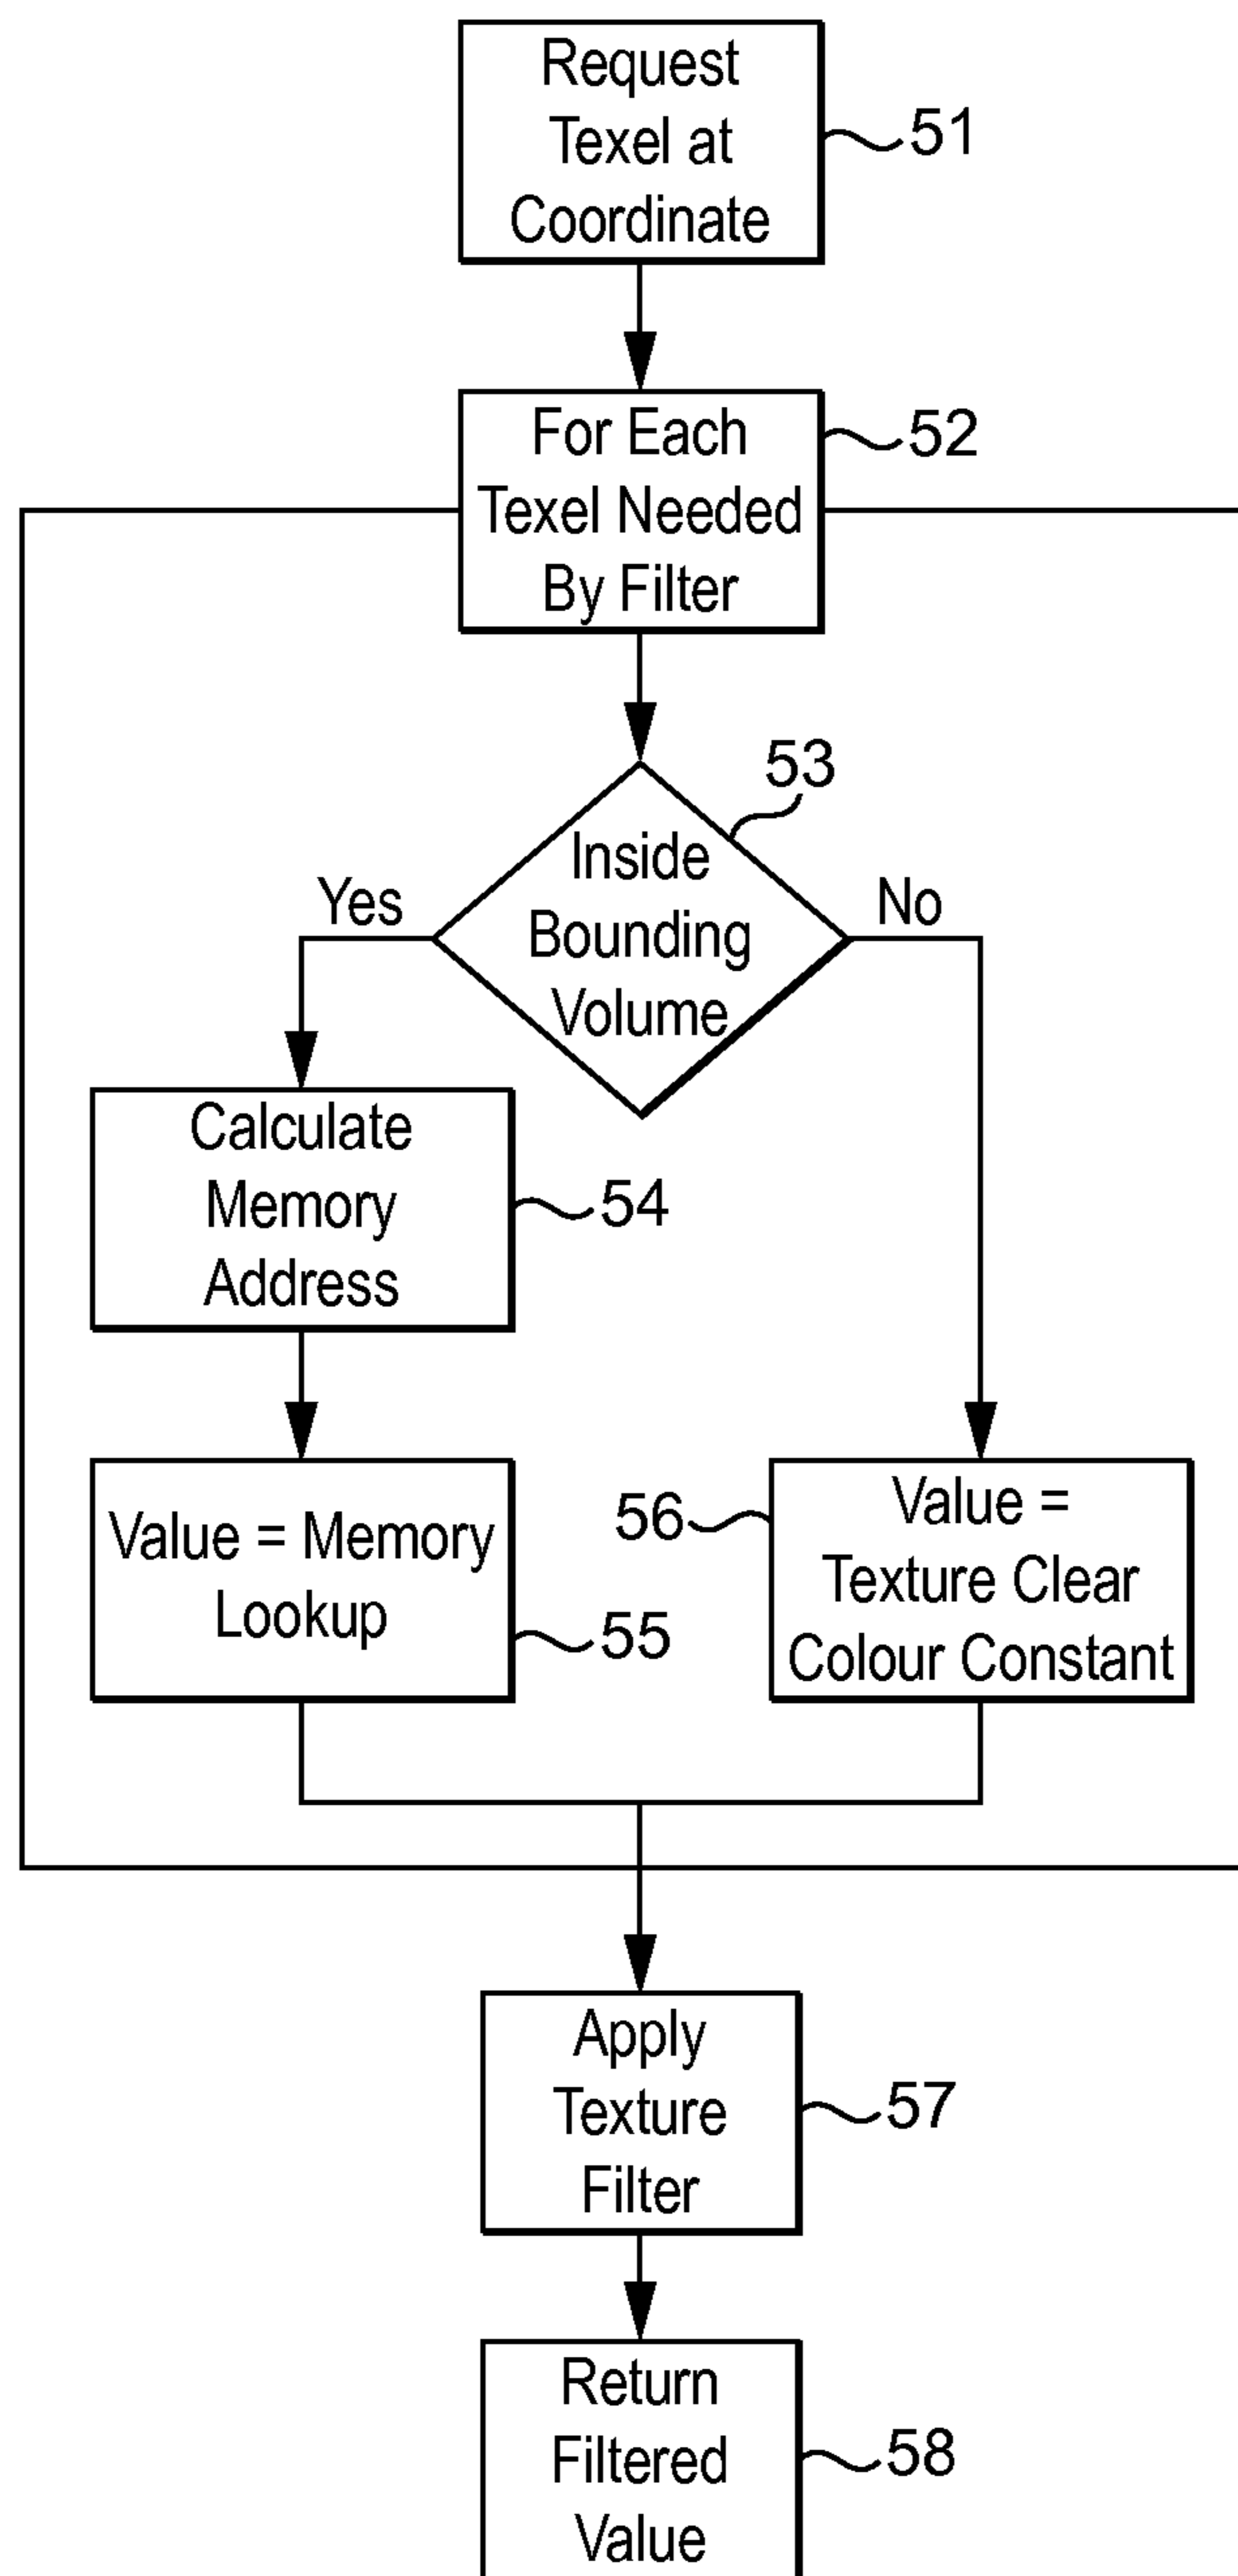 Request
Texel at
Coordinate
51
For Each
Texel Needed
By Filter
52
53
Inside
Bounding
Volume
Yes
No
Calculate
Memory
Address
54
Value = Memory
Lookup
55
56
Value =
Texture Clear
Colour Constant
Apply
Texture
Filter
57
Return
Filtered
Value
58